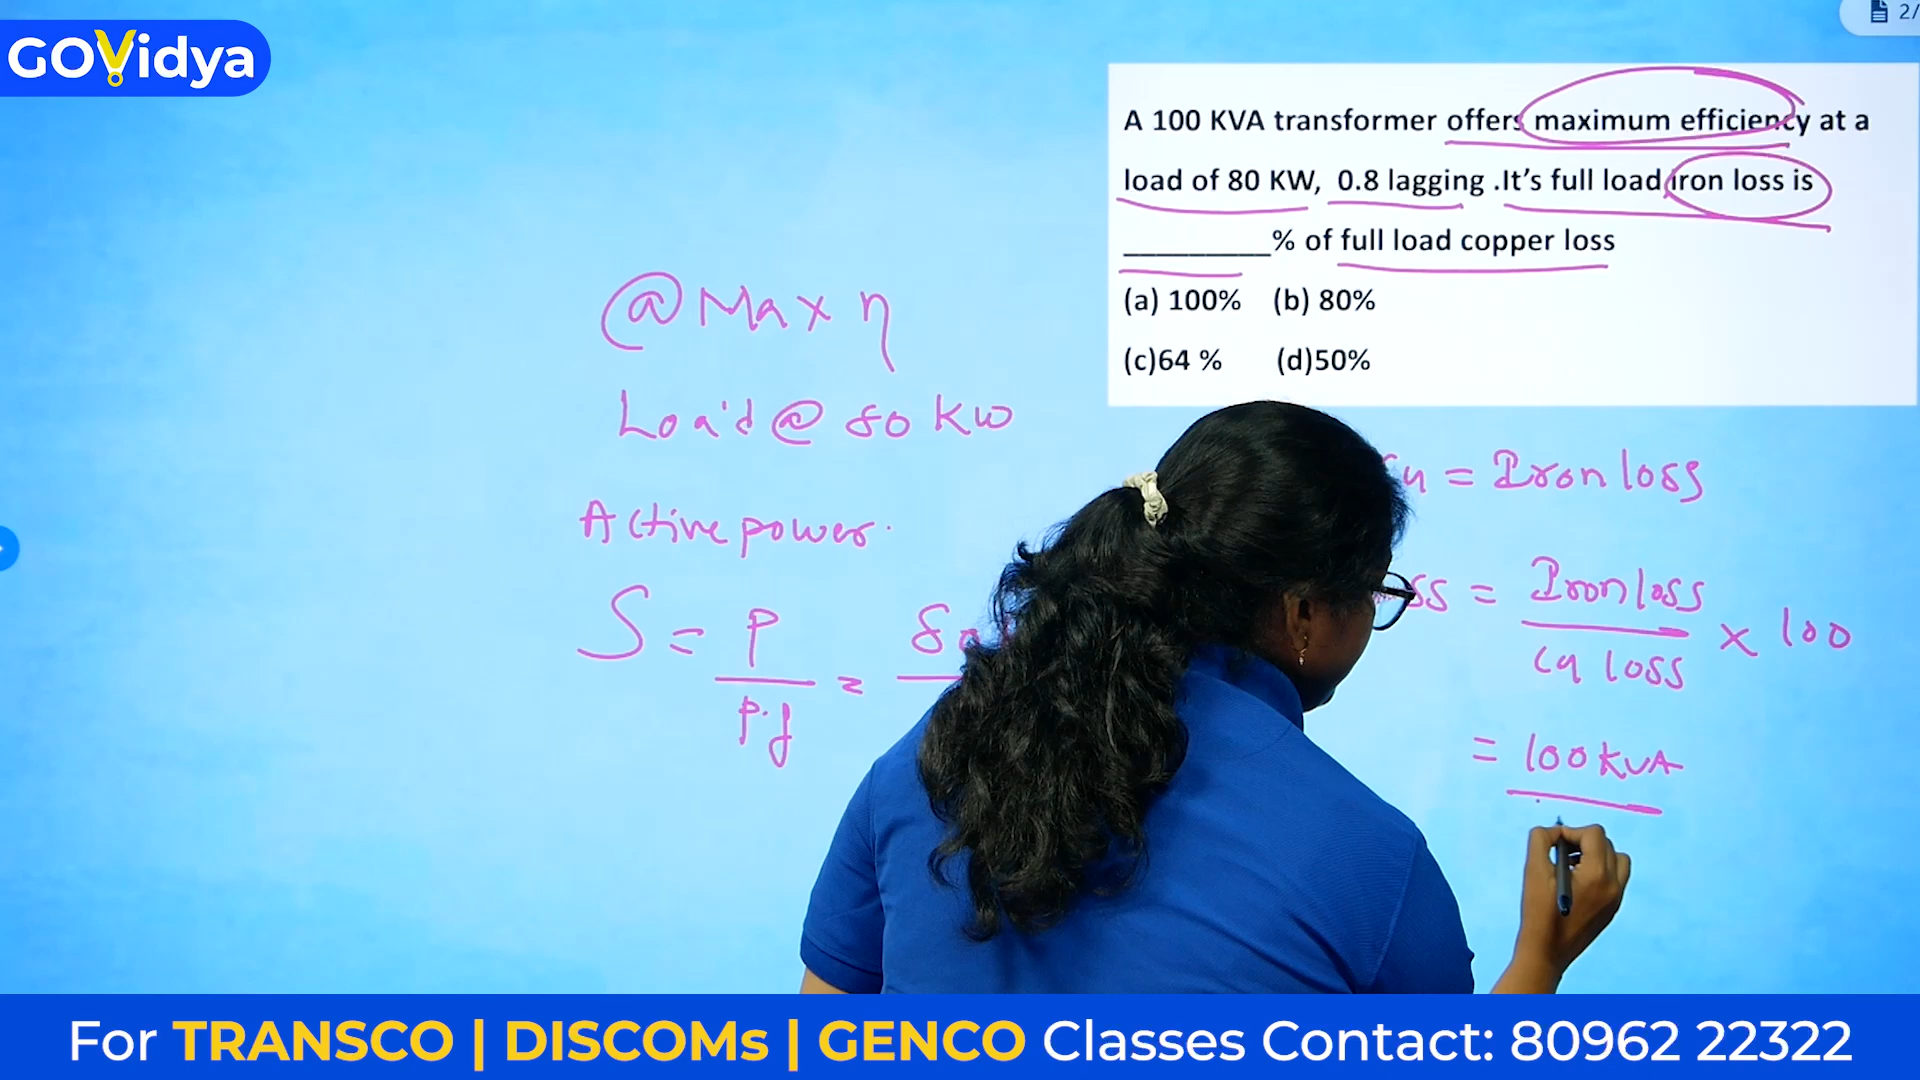 GOVidya
2/
A 100 KVA transformer offers maximum efficiency at a
load of 80 KW, 0.8 lagging .It's full load iron loss is
_________% of full load copper loss
(a) 100% (b) 80%
(c)64 % (d)50%
@ Max η
Load @ 80 KW
Active power.
S = P / P.f = 80
= Iron loss
= Iron loss / Cu loss × 100
= 100 KVA
For TRANSCO | DISCOMs | GENCO Classes Contact: 80962 22322